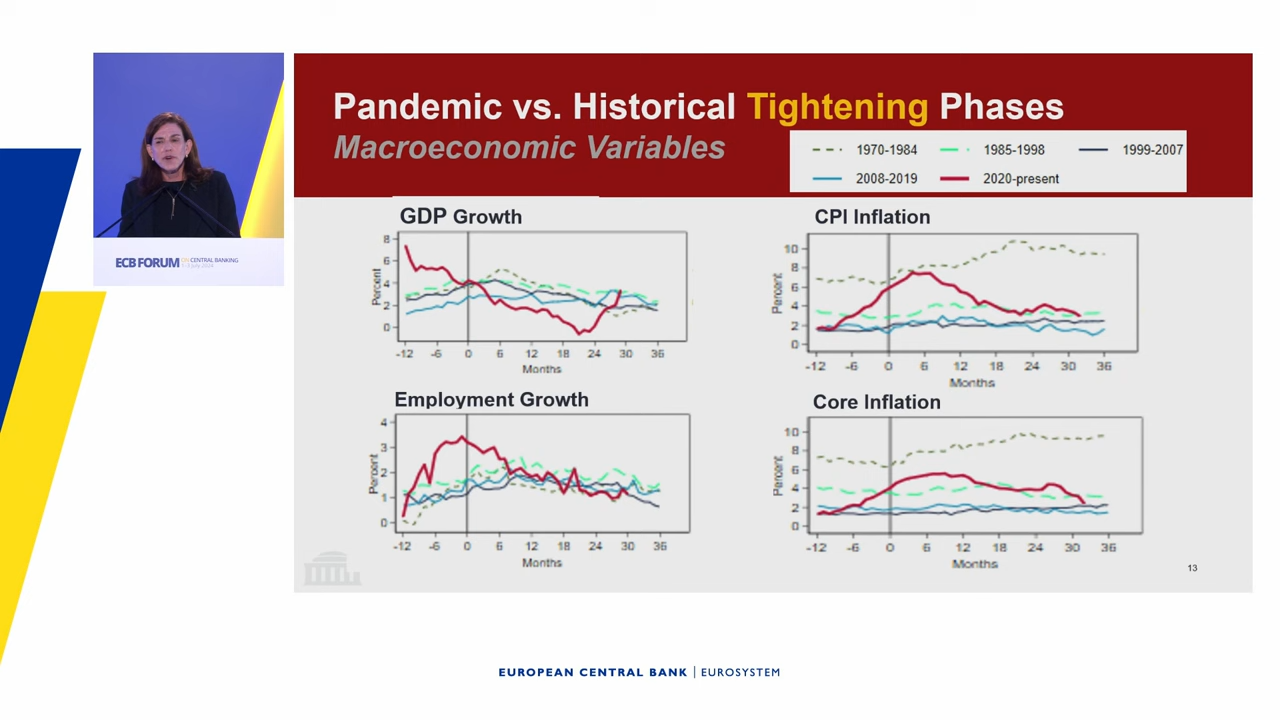 Pandemic vs. Historical Tightening Phases
Macroeconomic Variables
1970-1984 1985-1998 1999-2007
2008-2019 2020-present
GDP Growth
8
6
4
2
0
Percent
-12 -6 0 6 12 18 24 30 36
Months
CPI Inflation
10
8
6
4
2
0
Percent
-12 -6 0 6 12 18 24 30 36
Months
Employment Growth
4
3
2
1
0
Percent
-12 -6 0 6 12 18 24 30 36
Months
Core Inflation
10
8
6
4
2
0
Percent
-12 -6 0 6 12 18 24 30 36
Months
13
ECB FORUM ON CENTRAL BANKING
EUROPEAN CENTRAL BANK | EUROSYSTEM